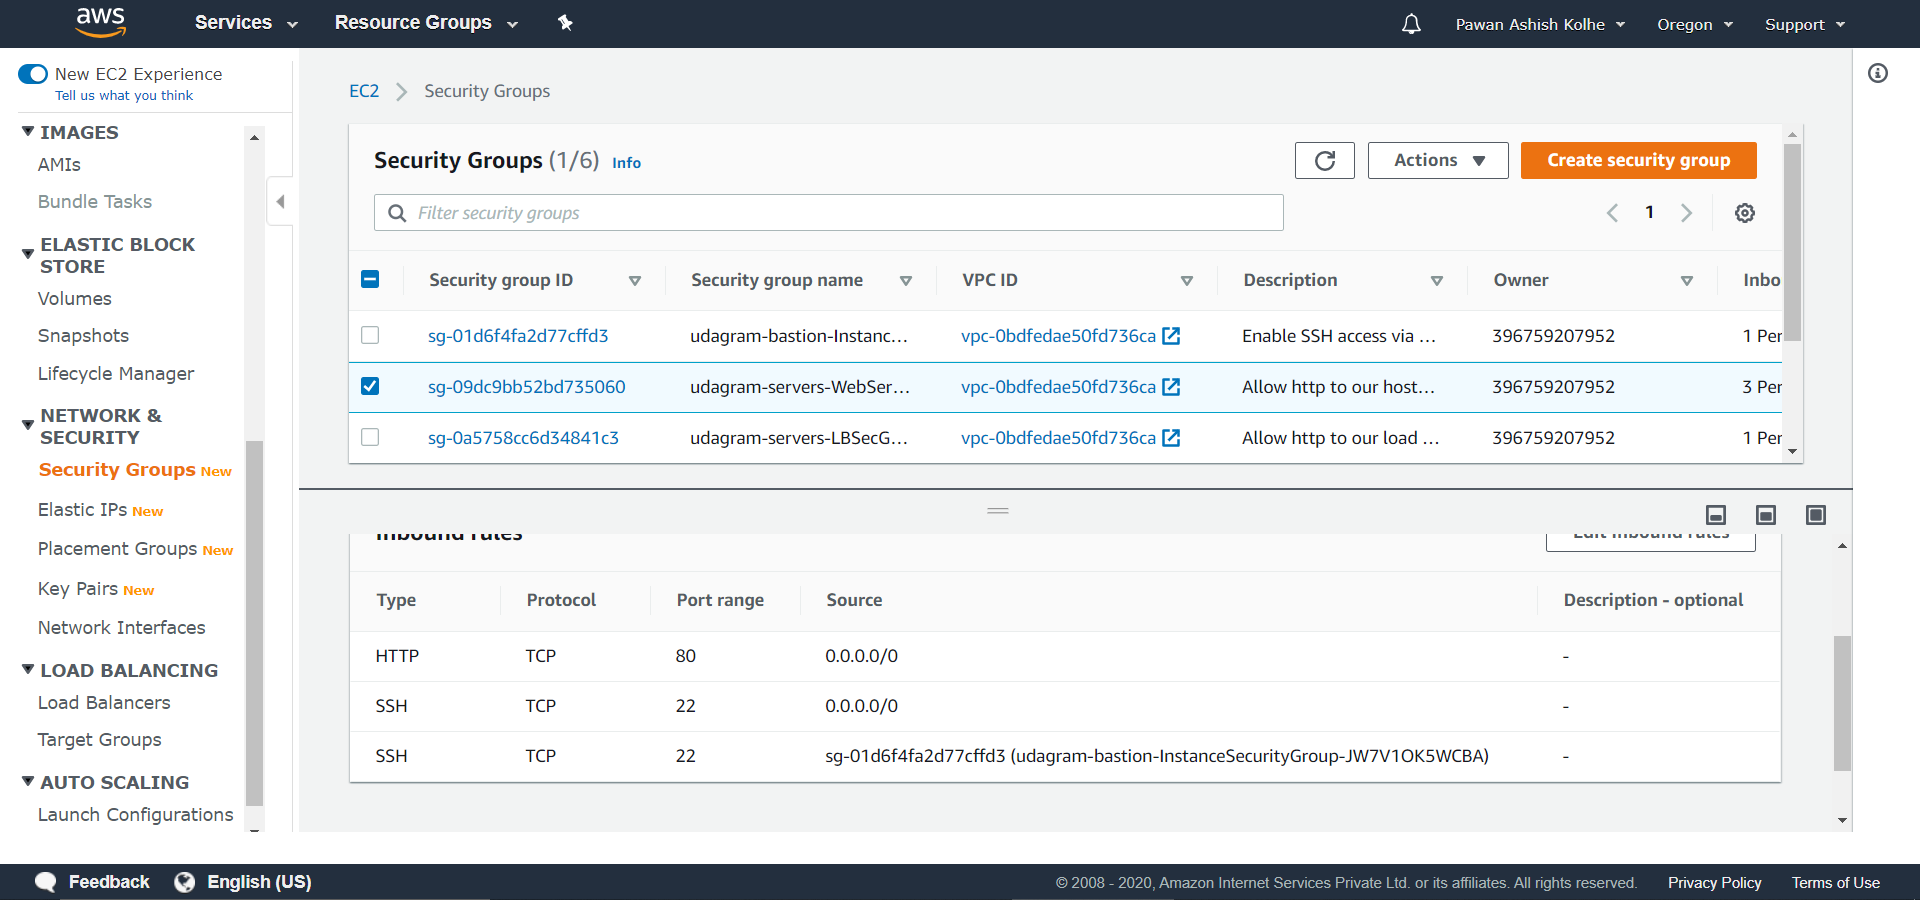 aws Services Resource Groups Pawan Ashish Kolhe Oregon Support
New EC2 Experience
Tell us what you think
IMAGES
AMIs
Bundle Tasks
ELASTIC BLOCK
STORE
Volumes
Snapshots
Lifecycle Manager
NETWORK &
SECURITY
Security Groups New
Elastic IPs New
Placement Groups New
Key Pairs New
Network Interfaces
LOAD BALANCING
Load Balancers
Target Groups
AUTO SCALING
Launch Configurations
EC2 Security Groups
Security Groups (1/6) Info Actions Create security group
Filter security groups 1
Security group ID Security group name VPC ID Description Owner Inbo
sg-01d6f4fa2d77cffd3 udagram-bastion-Instanc... vpc-0bdfedae50fd736ca Enable SSH access via ... 396759207952 1 Per
sg-09dc9bb52bd735060 udagram-servers-WebSer... vpc-0bdfedae50fd736ca Allow http to our host... 396759207952 3 Per
sg-0a5758cc6d34841c3 udagram-servers-LBSecG... vpc-0bdfedae50fd736ca Allow http to our load ... 396759207952 1 Per
Inbound rules Edit inbound rules
Type Protocol Port range Source Description - optional
HTTP TCP 80 0.0.0.0/0 -
SSH TCP 22 0.0.0.0/0 -
SSH TCP 22 sg-01d6f4fa2d77cffd3 (udagram-bastion-InstanceSecurityGroup-JW7V1OK5WCBA) -
Feedback English (US) © 2008 - 2020, Amazon Internet Services Private Ltd. or its affiliates. All rights reserved. Privacy Policy Terms of Use